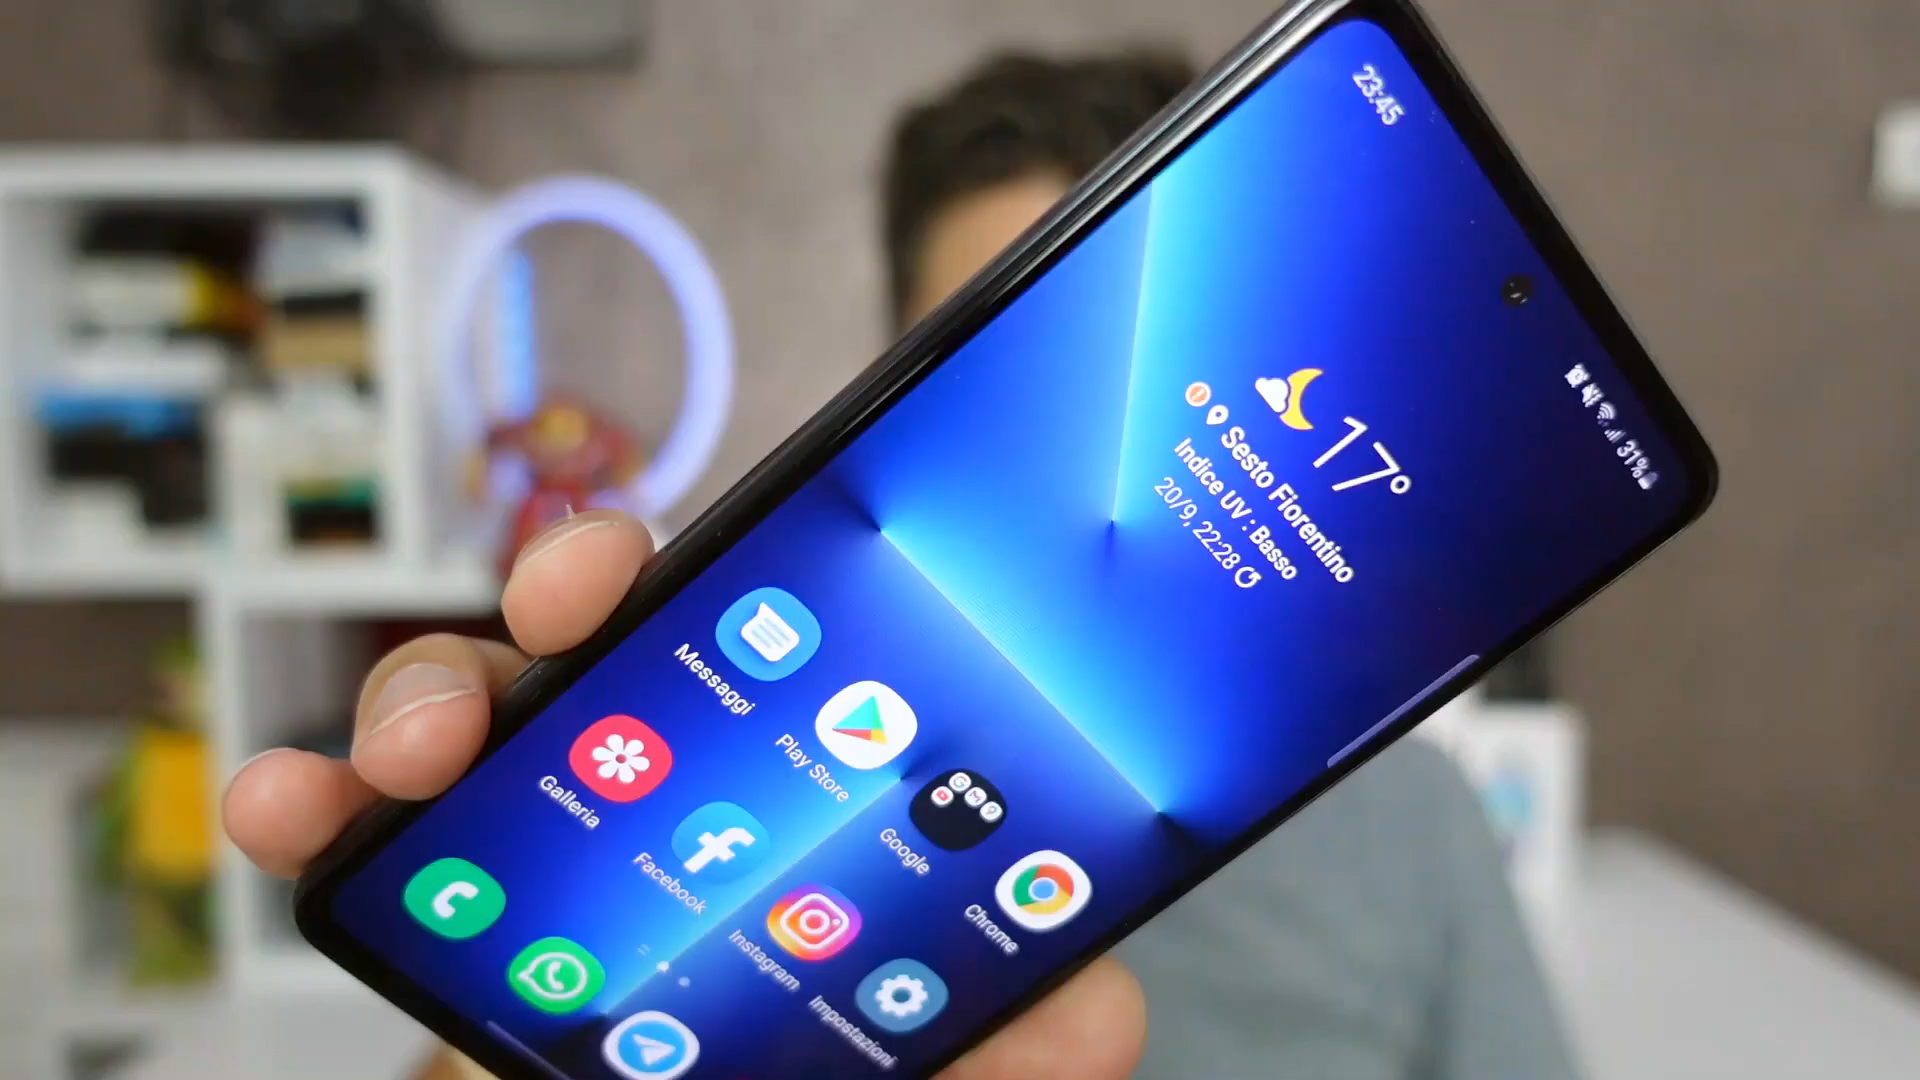 23:45
31%
17°
Sesto Fiorentino
Indice UV : Basso
20/9, 22:28
Messaggi
Play Store
Google
Chrome
Galleria
Facebook
Instagram
Impostazioni